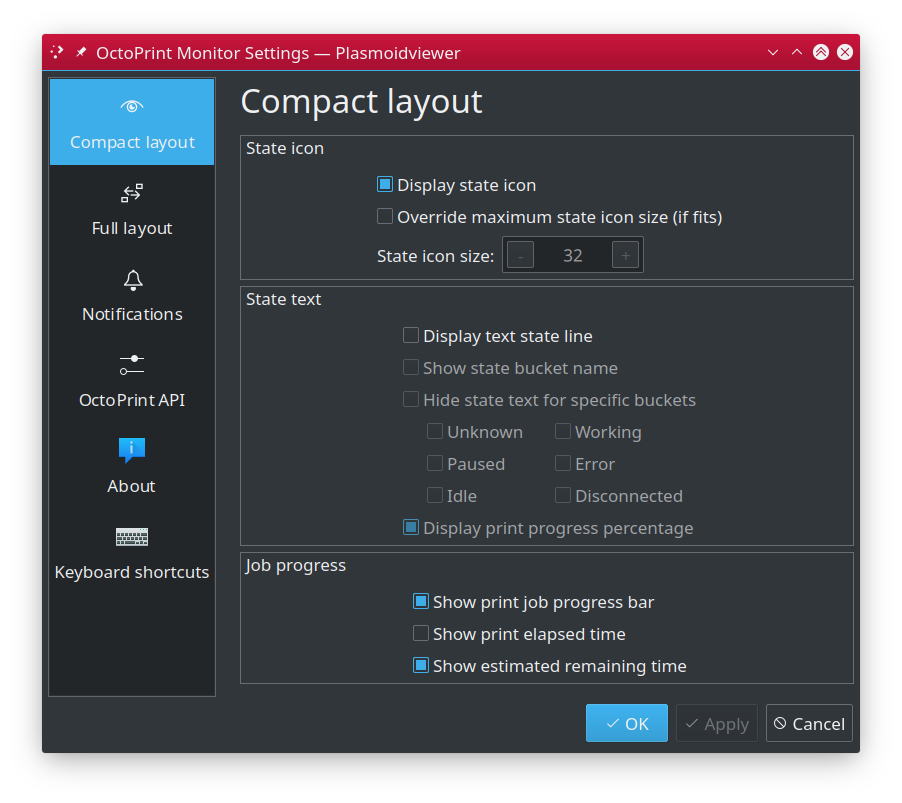 OctoPrint Monitor Settings — Plasmoidviewer
Compact layout
Full layout
Notifications
OctoPrint API
About
Keyboard shortcuts
Compact layout
State icon
Display state icon
Override maximum state icon size (if fits)
State icon size: - 32 +
State text
Display text state line
Show state bucket name
Hide state text for specific buckets
Unknown Working
Paused Error
Idle Disconnected
Display print progress percentage
Job progress
Show print job progress bar
Show print elapsed time
Show estimated remaining time
OK Apply Cancel